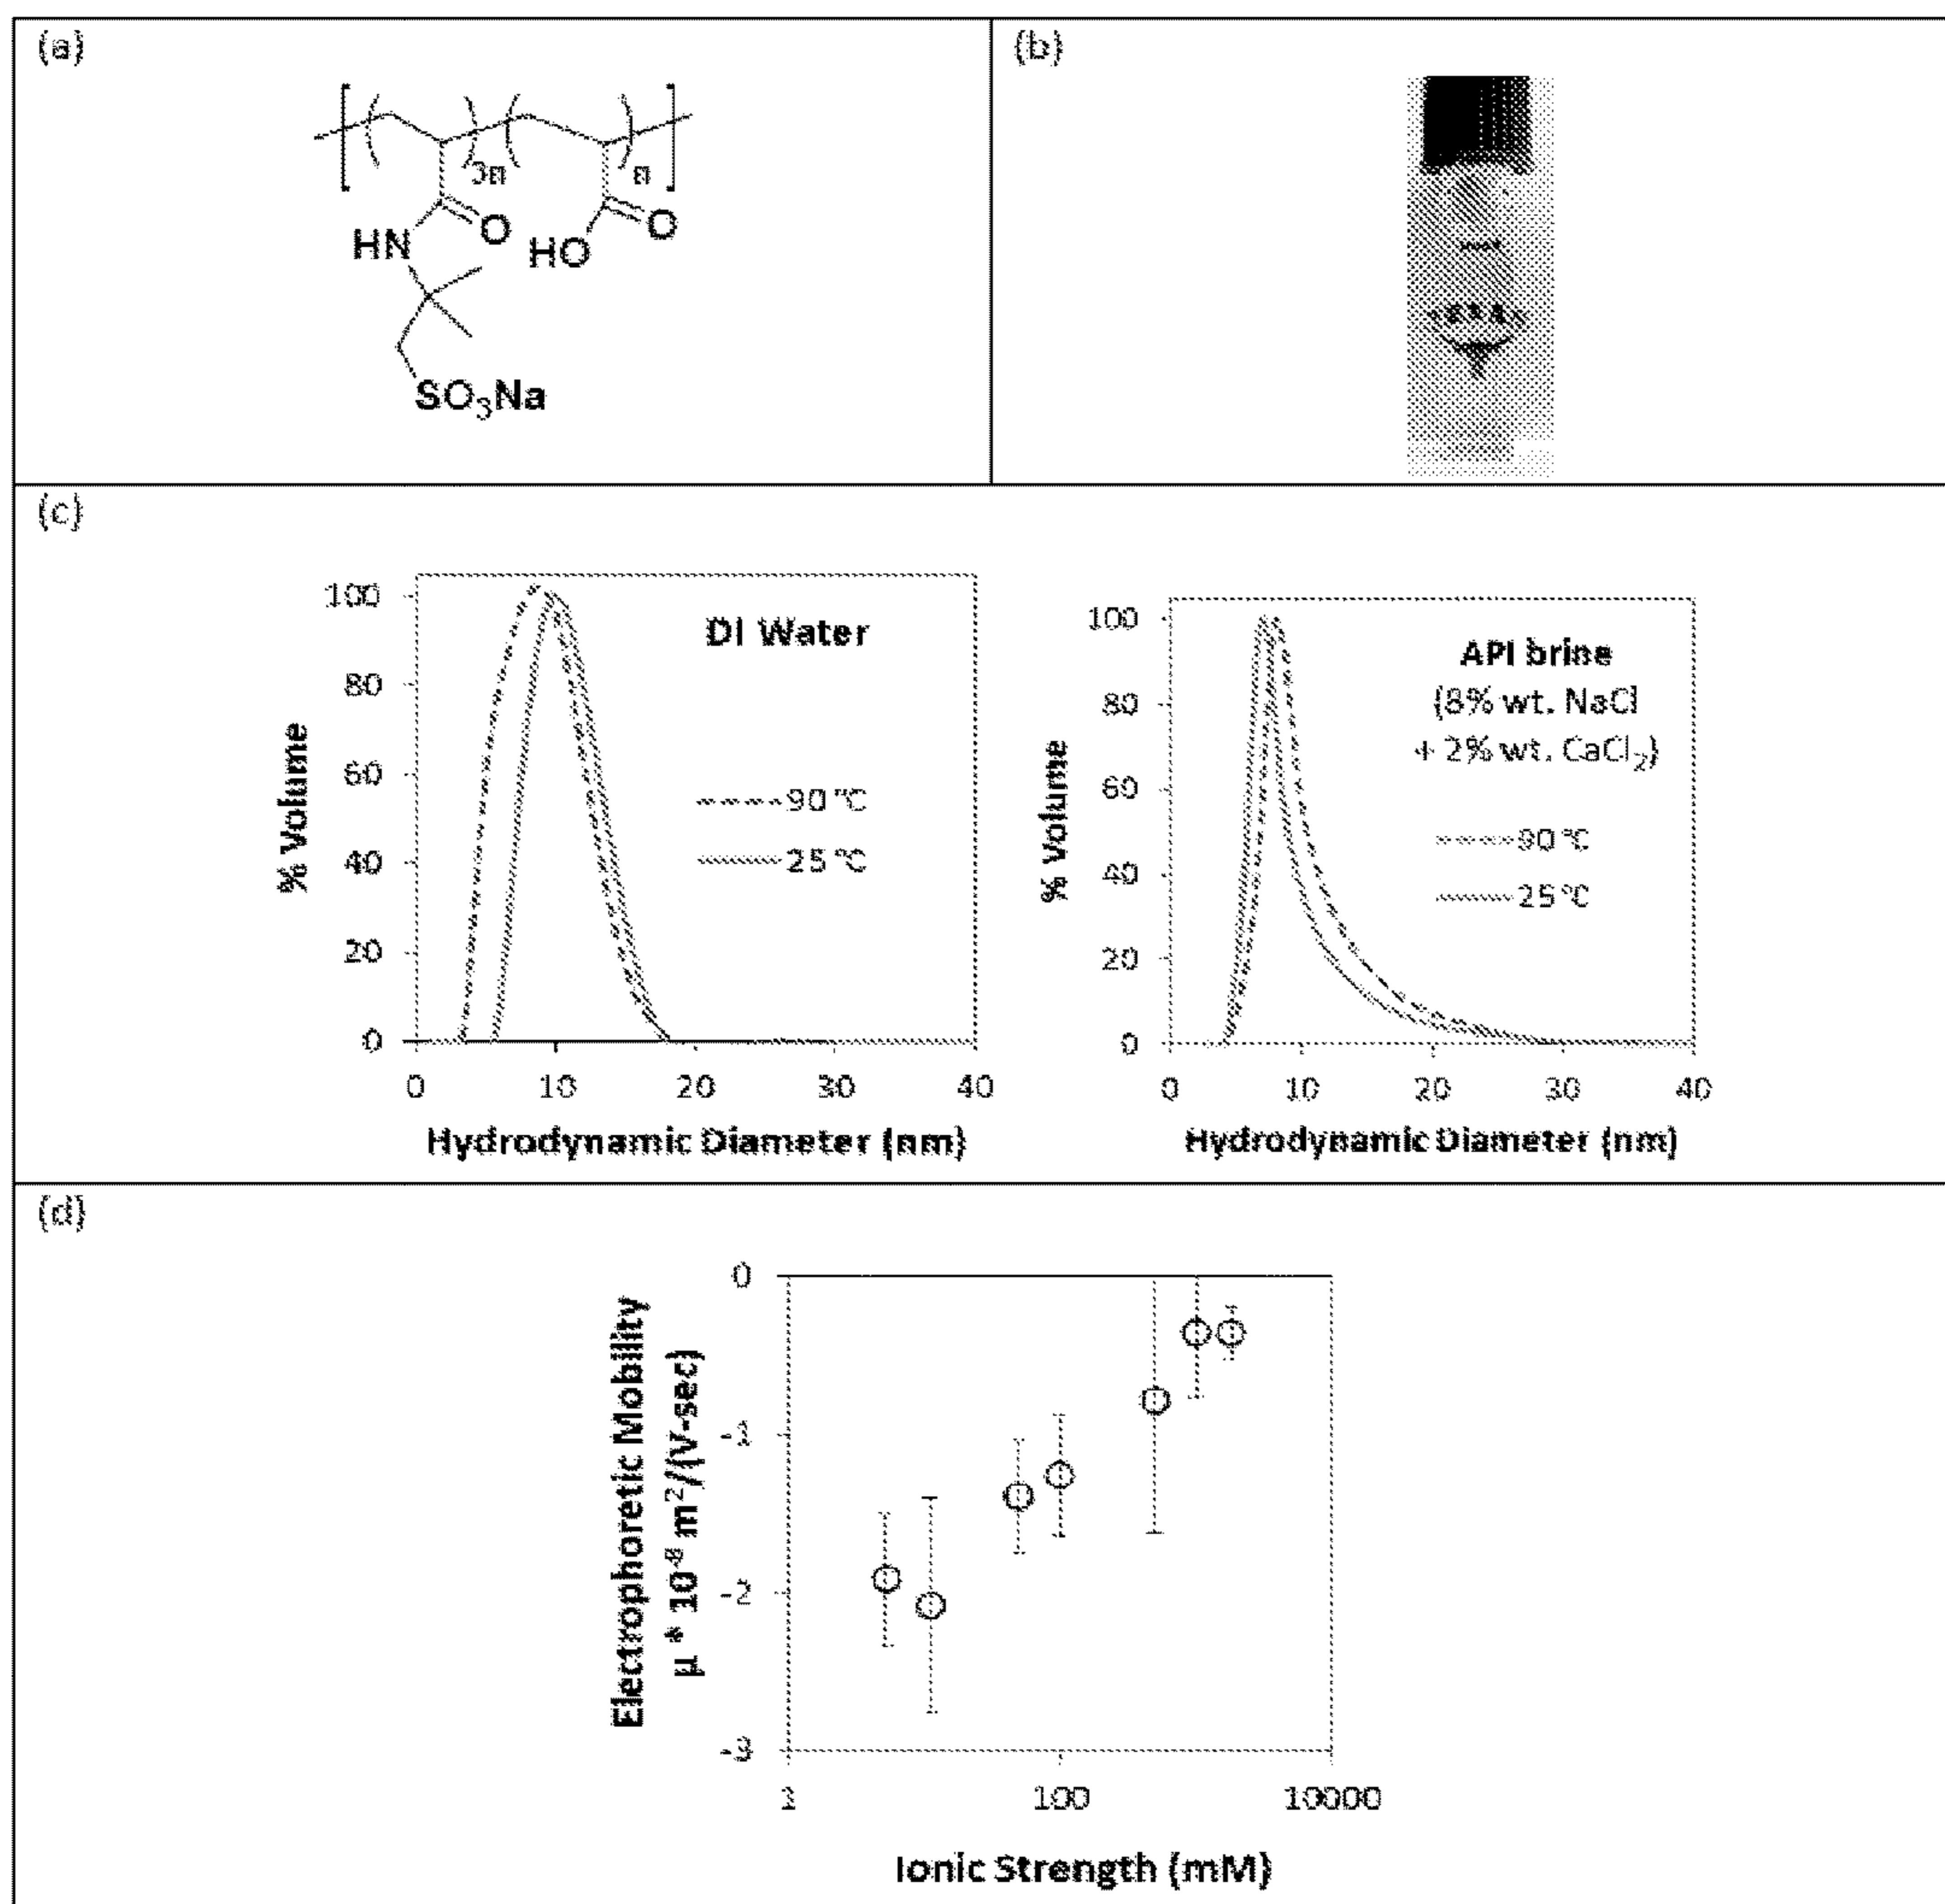 (a)
(b)
3n
n
HN
O
HO
O
SO3Na
(c)
DI Water
90 °C
25 °C
% Volume
100
80
60
40
20
0
0 10 20 30 40
Hydrodynamic Diameter (nm)
API brine
(8% wt. NaCl
+ 2% wt. CaCl2)
90 °C
25 °C
% Volume
100
80
60
40
20
0
0 10 20 30 40
Hydrodynamic Diameter (nm)
(d)
Electrophoretic Mobility
µ * 10-8 m2/(V-sec)
0
-1
-2
-3
1 100 10000
Ionic Strength (mM)